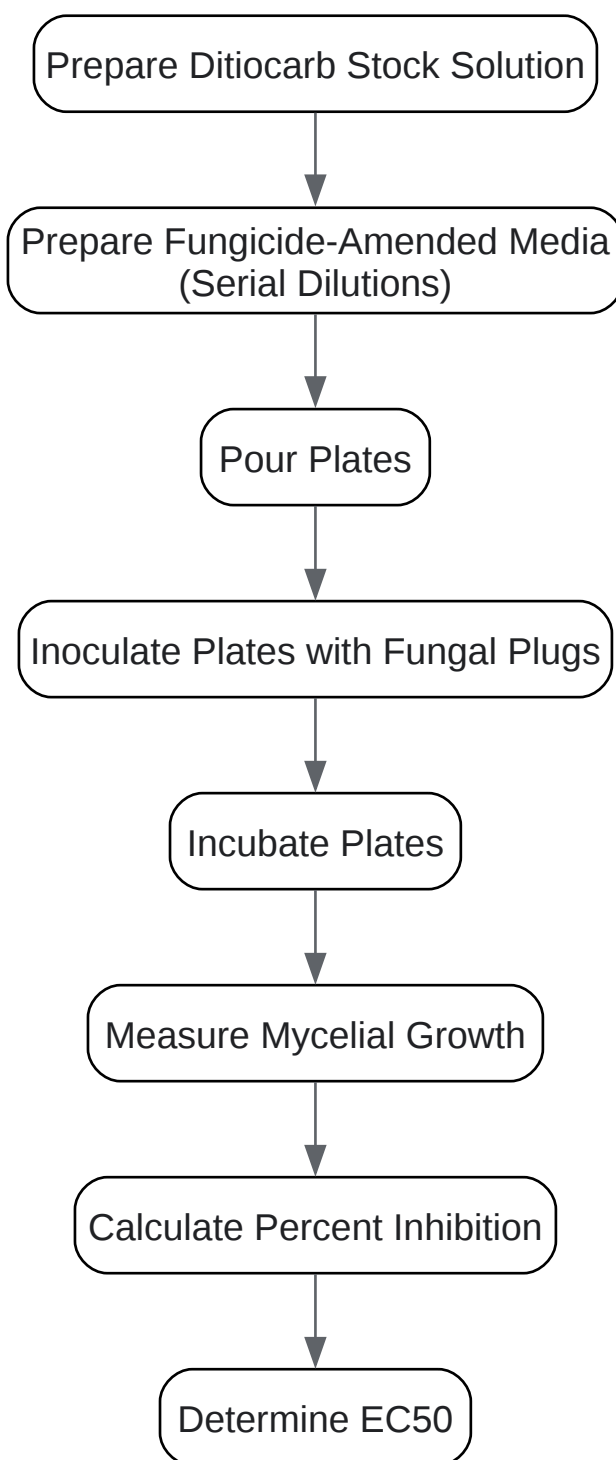 Prepare Ditiocarb Stock Solution
Prepare Fungicide-Amended Media
(Serial Dilutions)
Pour Plates
Inoculate Plates with Fungal Plugs
Incubate Plates
Measure Mycelial Growth
Calculate Percent Inhibition
Determine EC50